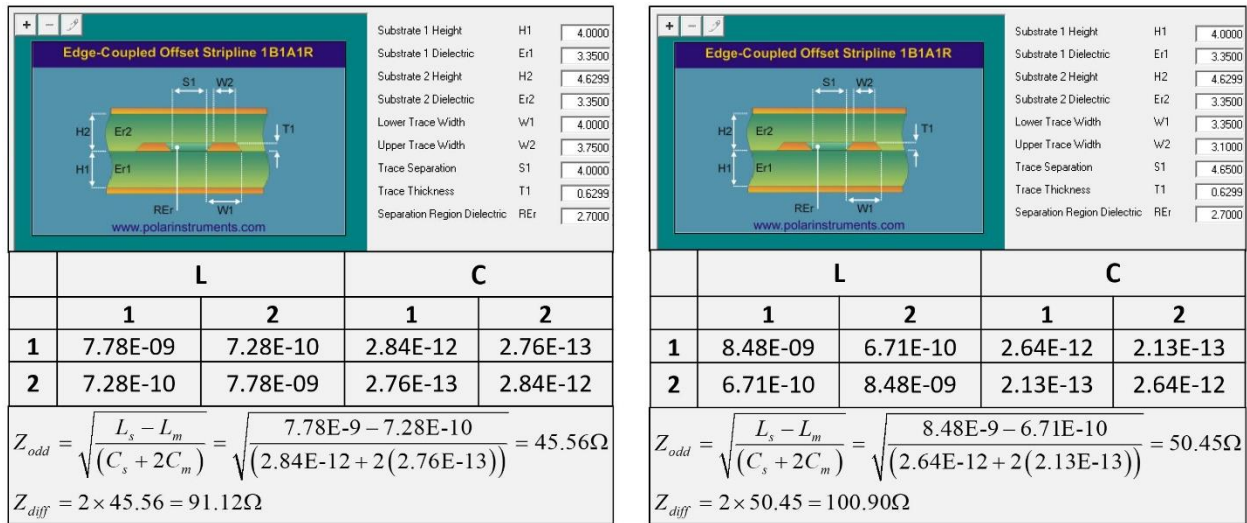 Edge-Coupled Offset Stripline 1B1A1R
S1 W2
H2 Er2 T1
H1 Er1
REr W1
www.polarinstruments.com
Substrate 1 Height H1 4.0000
Substrate 1 Dielectric Er1 3.3500
Substrate 2 Height H2 4.6299
Substrate 2 Dielectric Er2 3.3500
Lower Trace Width W1 4.0000
Upper Trace Width W2 3.7500
Trace Separation S1 4.0000
Trace Thickness T1 0.6299
Separation Region Dielectric REr 2.7000
L C
1 2 1 2
1 7.78E-09 7.28E-10 2.84E-12 2.76E-13
2 7.28E-10 7.78E-09 2.76E-13 2.84E-12
Z_odd = √((L_s − L_m)/((C_s + 2C_m))) = √((7.78E-9 – 7.28E-10)/((2.84E-12 + 2(2.76E-13)))) = 45.56Ω
Z_diff = 2 × 45.56 = 91.12Ω
Edge-Coupled Offset Stripline 1B1A1R
S1 W2
H2 Er2 T1
H1 Er1
REr W1
www.polarinstruments.com
Substrate 1 Height H1 4.0000
Substrate 1 Dielectric Er1 3.3500
Substrate 2 Height H2 4.6299
Substrate 2 Dielectric Er2 3.3500
Lower Trace Width W1 3.3500
Upper Trace Width W2 3.1000
Trace Separation S1 4.6500
Trace Thickness T1 0.6299
Separation Region Dielectric REr 2.7000
L C
1 2 1 2
1 8.48E-09 6.71E-10 2.64E-12 2.13E-13
2 6.71E-10 8.48E-09 2.13E-13 2.64E-12
Z_odd = √((L_s − L_m)/((C_s + 2C_m))) = √((8.48E-9 – 6.71E-10)/((2.64E-12 + 2(2.13E-13)))) = 50.45Ω
Z_diff = 2 × 50.45 = 100.90Ω